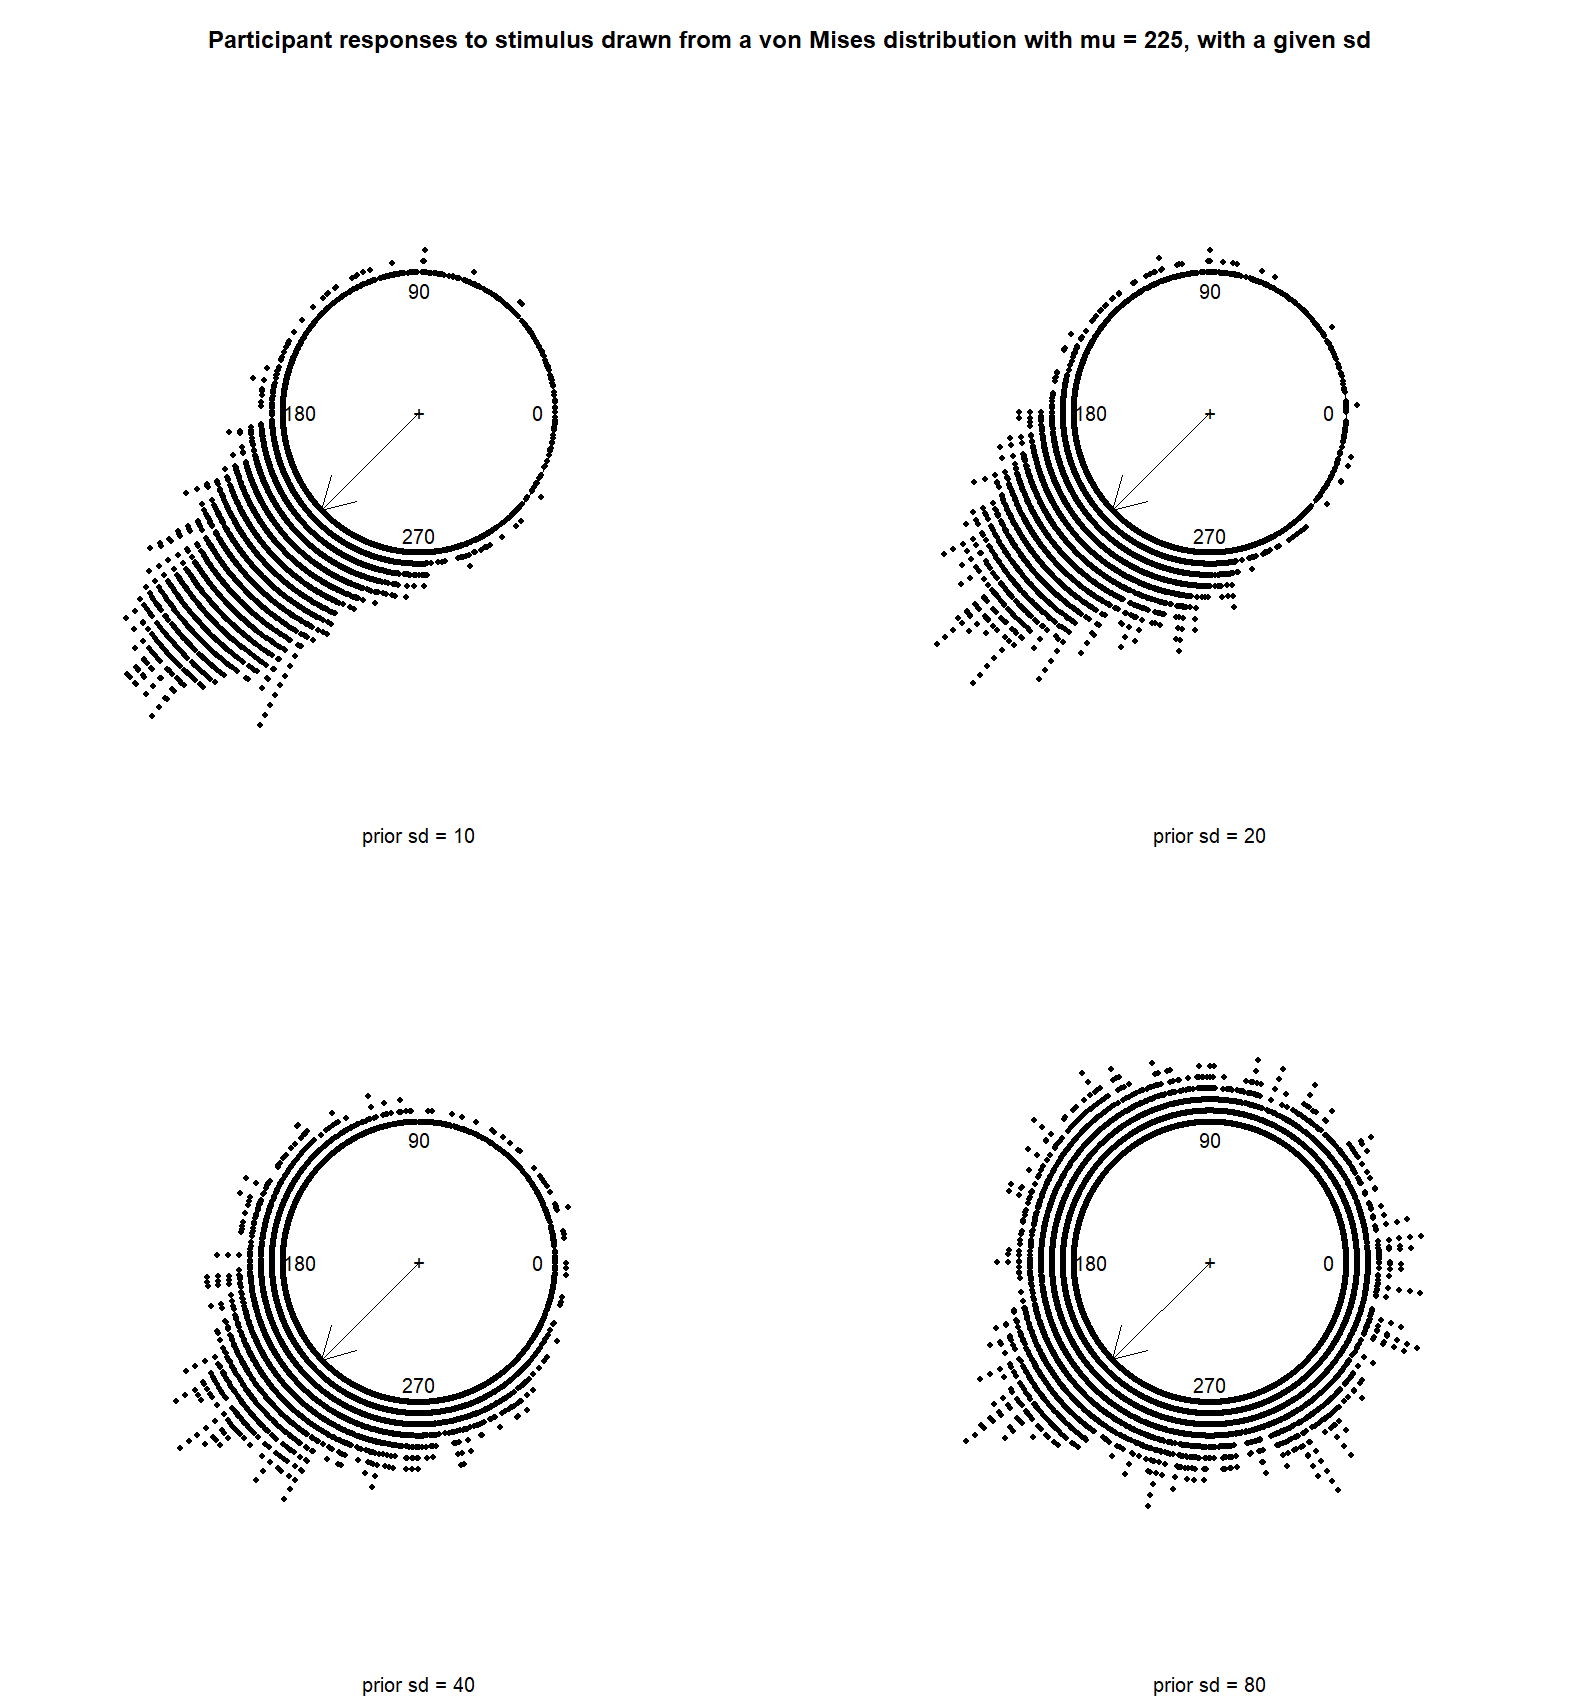 Participant responses to stimulus drawn from a von Mises distribution with mu = 225, with a given sd
90
180 + 0
270
prior sd = 10
90
180 + 0
270
prior sd = 20
90
180 + 0
270
prior sd = 40
90
180 + 0
270
prior sd = 80